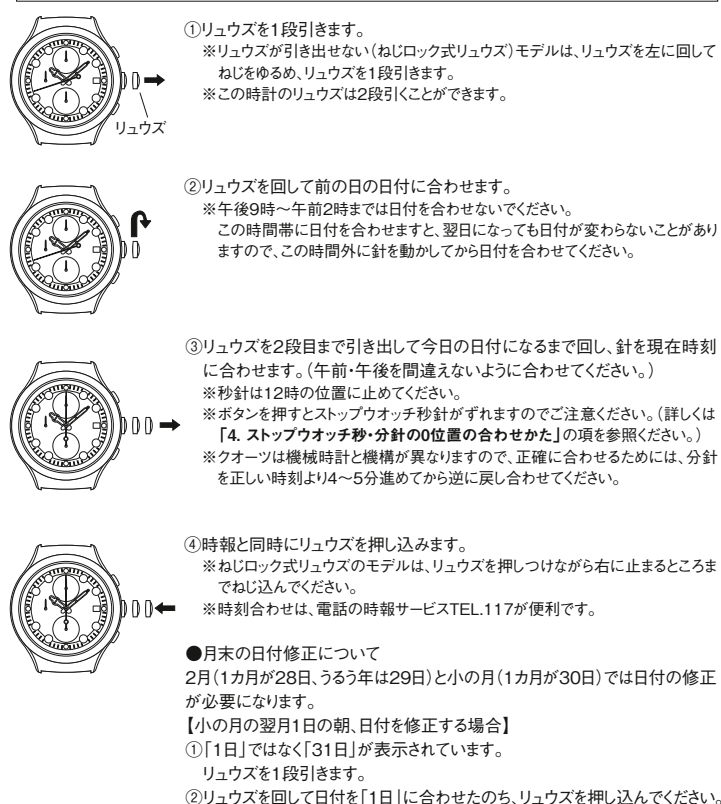 ①リュウズを1段引きます。
※リュウズが引き出せない（ねじロック式リュウズ）モデルは、リュウズを左に回して
ねじをゆるめ、リュウズを1段引きます。
※この時計のリュウズは2段引くことができます。
リュウズ
②リュウズを回して前の日の日付に合わせます。
※午後9時～午前2時までは日付を合わせないでください。
この時間帯に日付を合わせますと、翌日になっても日付が変わらないことがあり
ますので、この時間外に針を動かしてから日付を合わせてください。
③リュウズを2段目まで引き出して今日の日付になるまで回し、針を現在時刻
に合わせます。（午前・午後を間違えないように合わせてください。）
※秒針は12時の位置に止めてください。
※ボタンを押すとストップウオッチ秒針がずれますのでご注意ください。（詳しくは
「4. ストップウオッチ秒・分針の0位置の合わせかた」の項を参照ください。）
※クオーツは機械時計と機構が異なりますので、正確に合わせるためには、分針
を正しい時刻より4～5分進めてから逆に戻し合わせてください。
④時報と同時にリュウズを押し込みます。
※ねじロック式リュウズのモデルは、リュウズを押しつけながら右に止まるところま
でねじ込んでください。
※時刻合わせは、電話の時報サービスTEL.117が便利です。
●月末の日付修正について
2月（1カ月が28日、うるう年は29日）と小の月（1カ月が30日）では日付の修正
が必要になります。
【小の月の翌月1日の朝、日付を修正する場合】
①「1日」ではなく「31日」が表示されています。
リュウズを1段引きます。
②リュウズを回して日付を「1日」に合わせたのち、リュウズを押し込んでください。